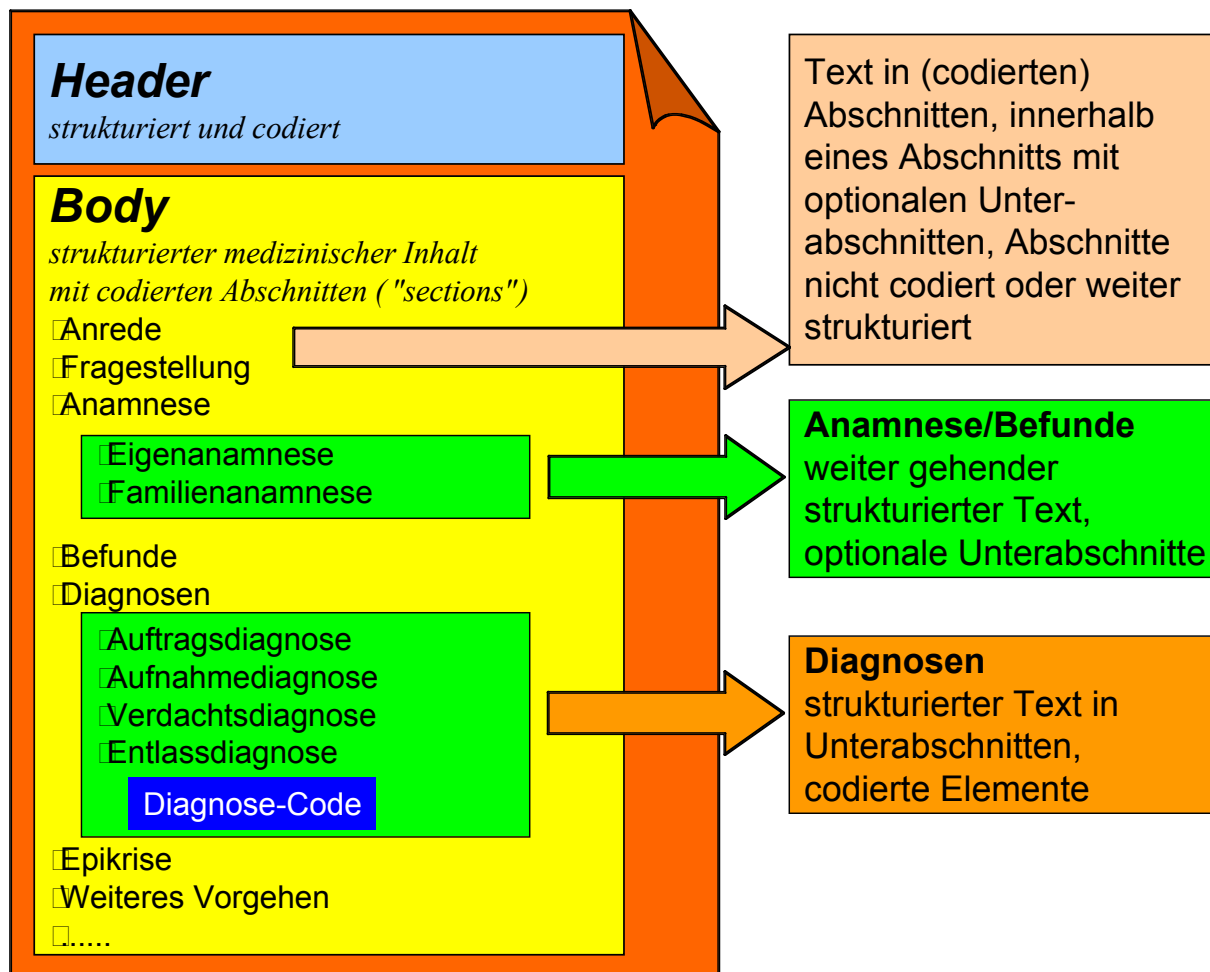 Header
strukturiert und codiert
Body
strukturierter medizinischer Inhalt
mit codierten Abschnitten ("sections")
Anrede
Fragestellung
Anamnese
Eigenanamnese
Familienanamnese
Befunde
Diagnosen
Auftragsdiagnose
Aufnahmediagnose
Verdachtsdiagnose
Entlassdiagnose
Diagnose-Code
Epikrise
Weiteres Vorgehen
......
Text in (codierten)
Abschnitten, innerhalb
eines Abschnitts mit
optionalen Unter-
abschnitten, Abschnitte
nicht codiert oder weiter
strukturiert
Anamnese/Befunde
weiter gehender
strukturierter Text,
optionale Unterabschnitte
Diagnosen
strukturierter Text in
Unterabschnitten,
codierte Elemente